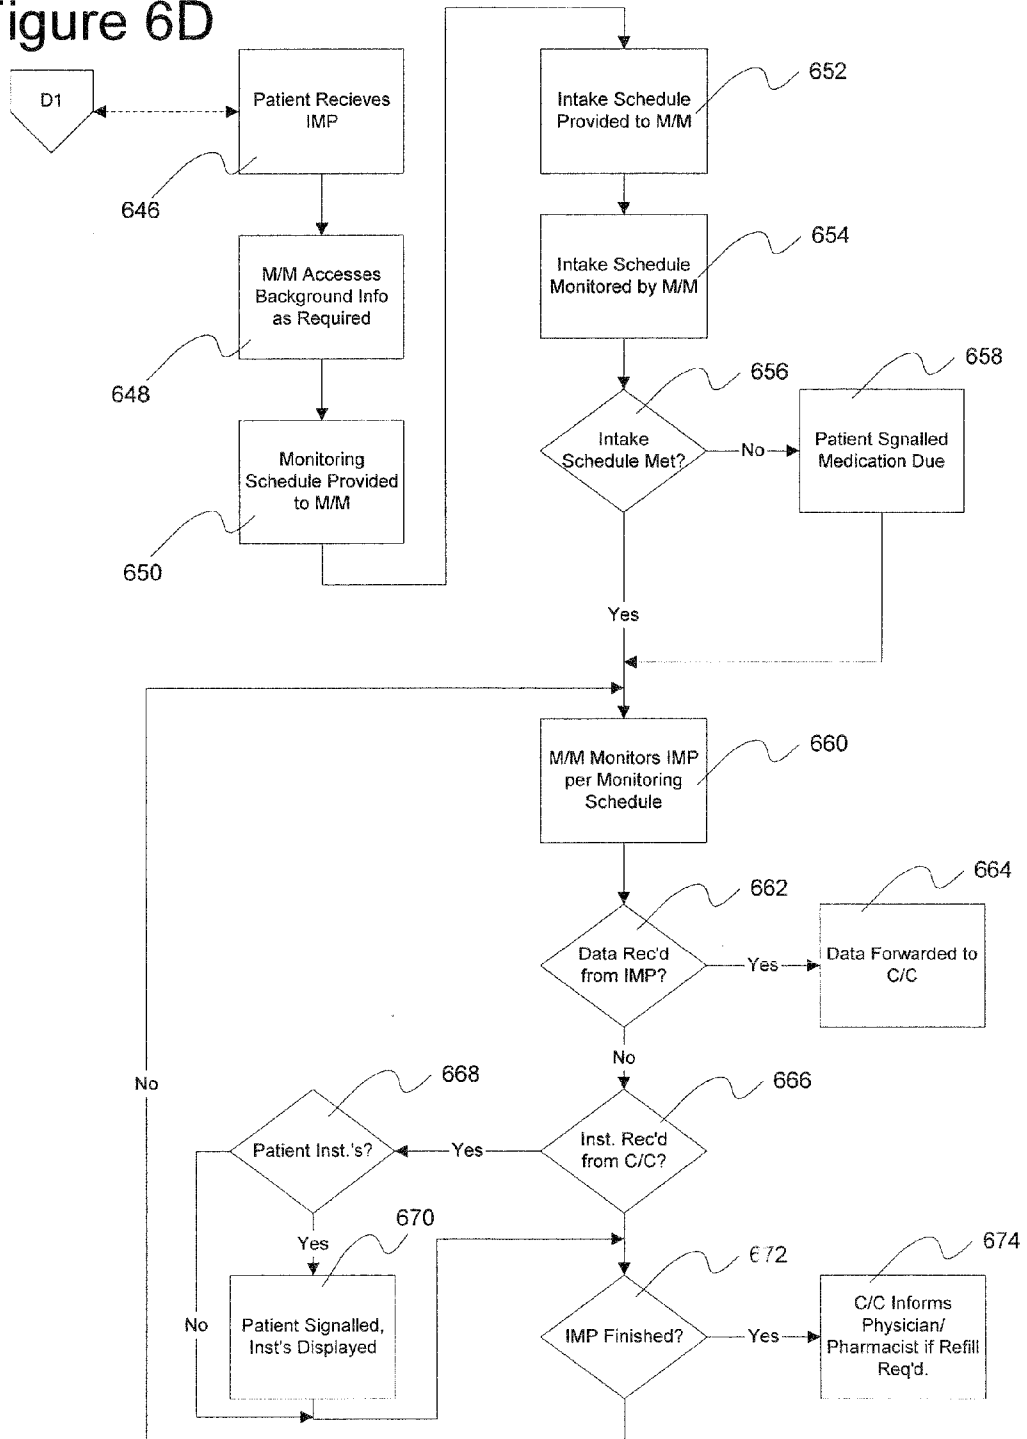 igure 6D
D1
Patient Recieves
IMP
646
M/M Accesses
Background Info
as Required
648
Monitoring
Schedule Provided
to M/M
650
Intake Schedule
Provided to M/M
652
Intake Schedule
Monitored by M/M
654
Intake
Schedule Met?
656
No
Patient Sgnalled
Medication Due
658
Yes
M/M Monitors IMP
per Monitoring
Schedule
660
Data Rec'd
from IMP?
662
Yes
Data Forwarded to
C/C
664
No
Inst. Rec'd
from C/C?
666
Yes
Patient Inst.'s?
668
Yes
Patient Signalled,
Inst's Displayed
670
No
No
IMP Finished?
672
Yes
C/C Informs
Physician/
Pharmacist if Refill
Req'd.
674